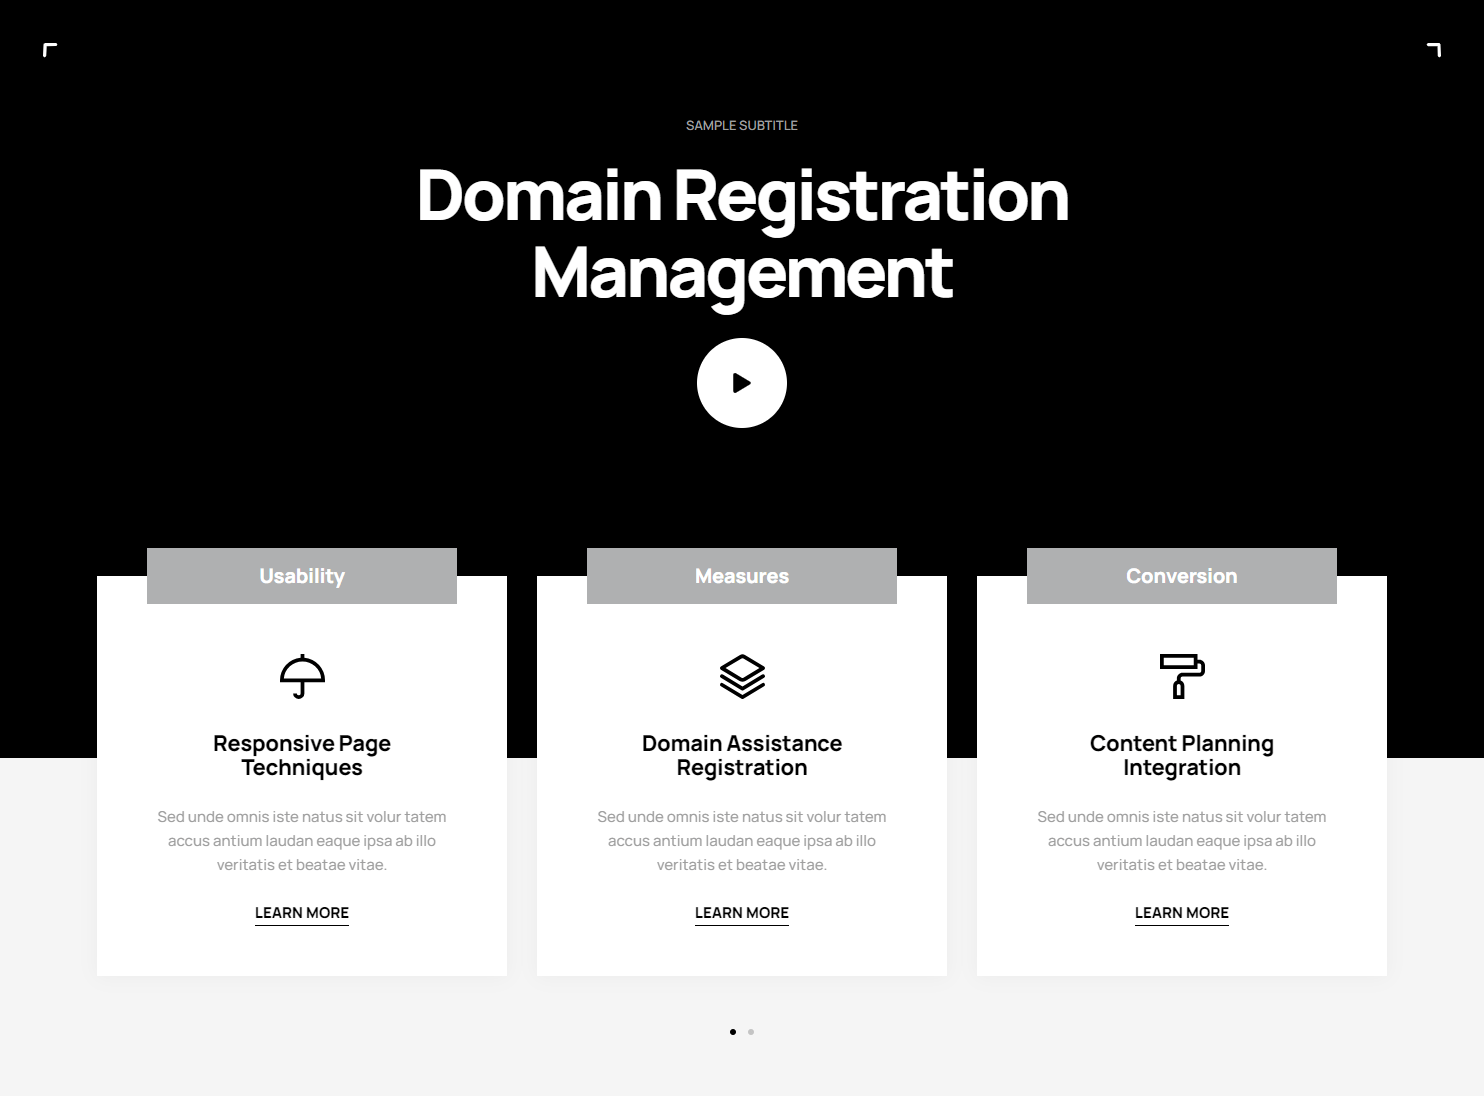 SAMPLE SUBTITLE
Domain Registration
Management
Usability
Responsive Page
Techniques
Sed unde omnis iste natus sit volur tatem
accus antium laudan eaque ipsa ab illo
veritatis et beatae vitae.
LEARN MORE
Measures
Domain Assistance
Registration
Sed unde omnis iste natus sit volur tatem
accus antium laudan eaque ipsa ab illo
veritatis et beatae vitae.
LEARN MORE
Conversion
Content Planning
Integration
Sed unde omnis iste natus sit volur tatem
accus antium laudan eaque ipsa ab illo
veritatis et beatae vitae.
LEARN MORE